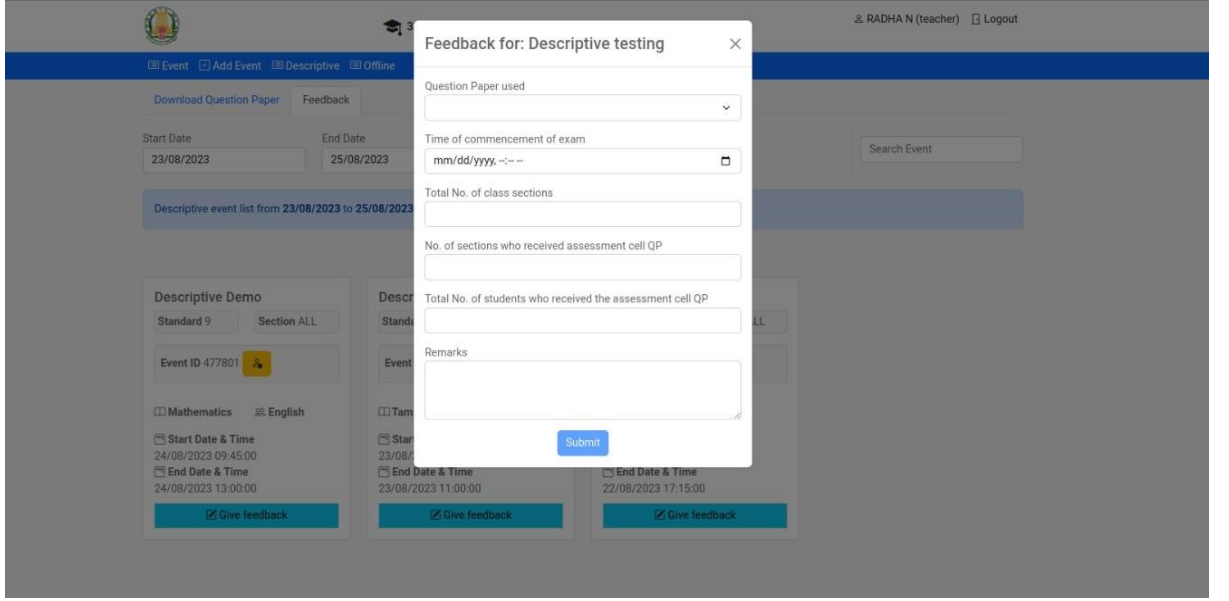 3
RADHA N (teacher) Logout
Event Add Event Descriptive Offline
Download Question Paper Feedback
Start Date End Date
23/08/2023 25/08/2023
Search Event
Descriptive event list from 23/08/2023 to 25/08/2023
Feedback for: Descriptive testing
Question Paper used
Time of commencement of exam
mm/dd/yyyy, --:-- --
Total No. of class sections
No. of sections who received assessment cell QP
Total No. of students who received the assessment cell QP
Remarks
Submit
Descriptive Demo
Standard 9 Section ALL
Event ID 477801
Mathematics English
Start Date & Time
24/08/2023 09:45:00
End Date & Time
24/08/2023 13:00:00
Give feedback
Descr
Standa
Event
Tam
Star
23/08/
End Date & Time
23/08/2023 11:00:00
Give feedback
LL
End Date & Time
22/08/2023 17:15:00
Give feedback